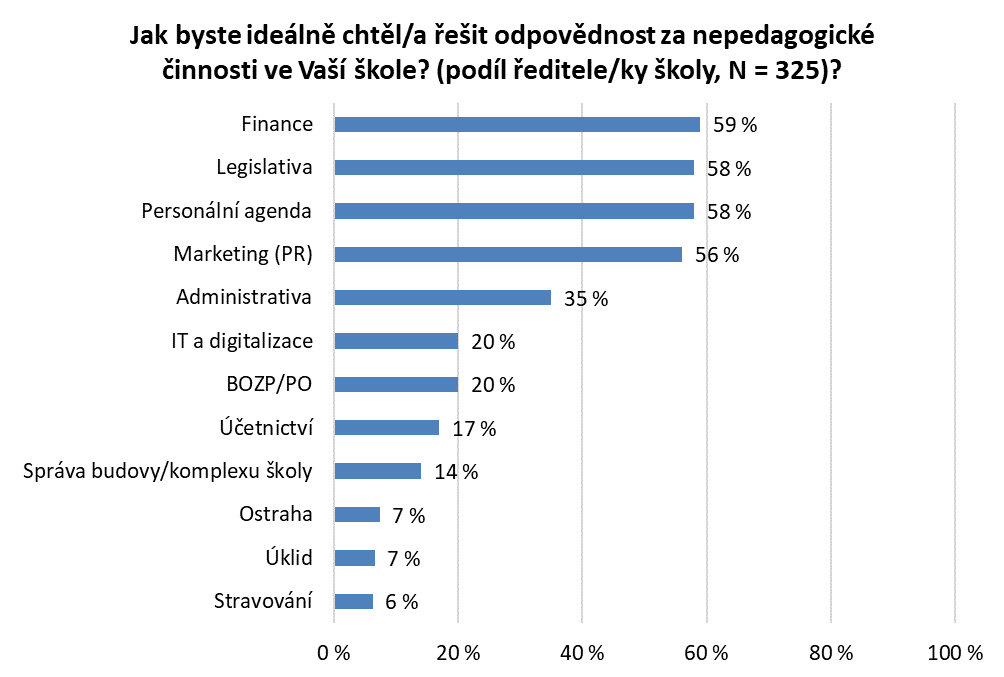 Jak byste ideálně chtěl/a řešit odpovědnost za nepedagogické
činnosti ve Vaší škole? (podíl ředitele/ky školy, N = 325)?
Finance 59 %
Legislativa 58 %
Personální agenda 58 %
Marketing (PR) 56 %
Administrativa 35 %
IT a digitalizace 20 %
BOZP/PO 20 %
Účetnictví 17 %
Správa budovy/komplexu školy 14 %
Ostraha 7 %
Úklid 7 %
Stravování 6 %
0 % 20 % 40 % 60 % 80 % 100 %